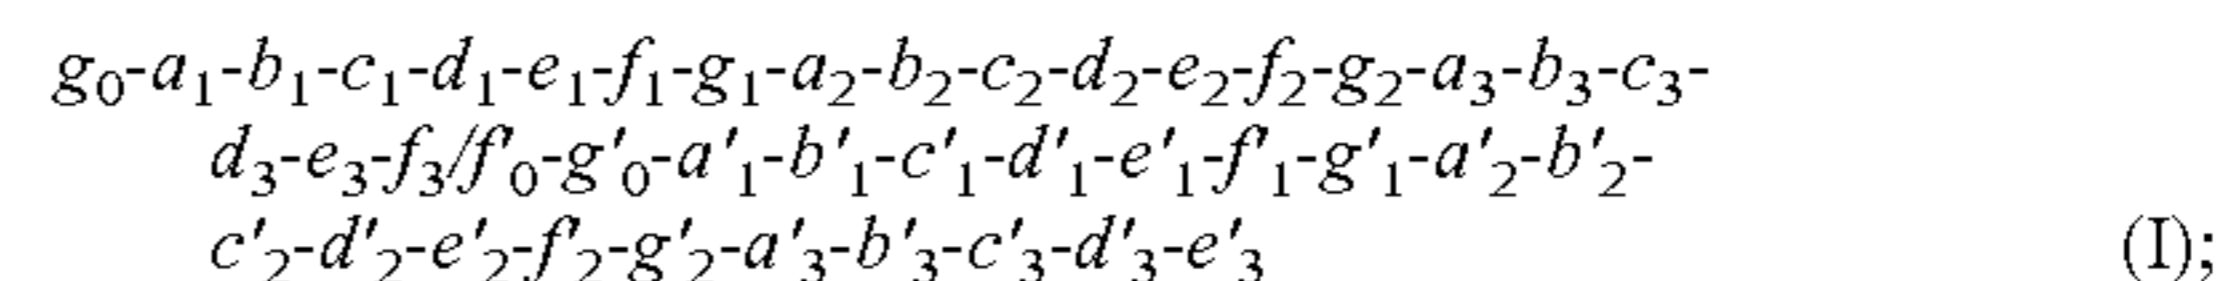 g₀-a₁-b₁-c₁-d₁-e₁-f₁-g₁-a₂-b₂-c₂-d₂-e₂-f₂-g₂-a₃-b₃-c₃-
d₃-e₃-f₃/f'₀-g'₀-a'₁-b'₁-c'₁-d'₁-e'₁-f'₁-g'₁-a'₂-b'₂-
c'₂-d'₂-e'₂-f'₂-g'₂-a'₃-b'₃-c'₃-d'₃-e'₃ (I);